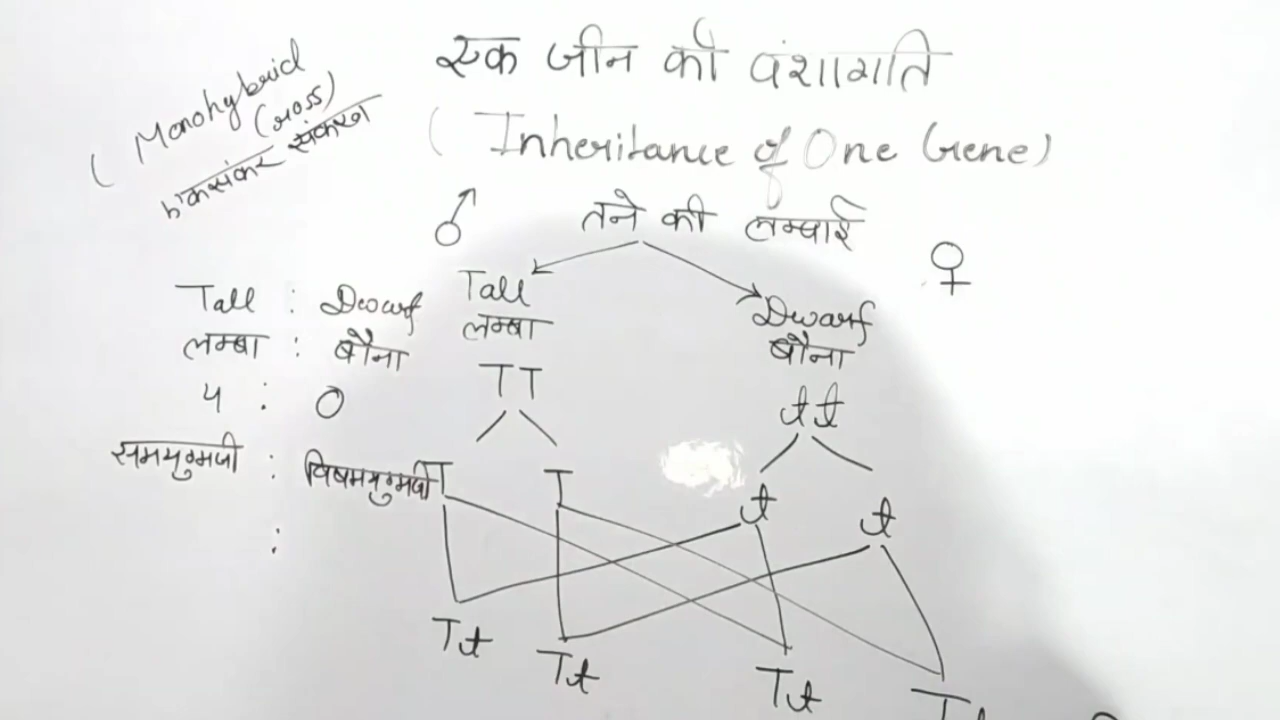 एक जीन की वंशागति
( Inheritance of One Gene)
( Monohybrid
(ross)
एकसंकर संकरण
♂
तने की लम्बाई
♀
Tall : Dwarf
लम्बा : बौना
4 : 0
समयुग्मजी : विषमयुग्मजी
:
Tall
लम्बा
Dwarf
बौना
TT
tt
T T t t
Tt Tt Tt